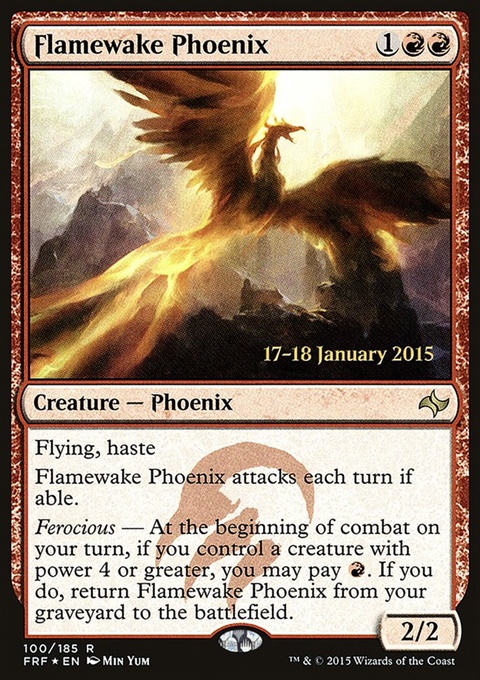 Flamewake Phoenix 1
17–18 January 2015
Creature — Phoenix
Flying, haste
Flamewake Phoenix attacks each turn if
able.
Ferocious — At the beginning of combat on
your turn, if you control a creature with
power 4 or greater, you may pay . If you
do, return Flamewake Phoenix from your
graveyard to the battlefield.
2/2
100/185 R
FRF ★ EN Min Yum
™ & © 2015 Wizards of the Coast